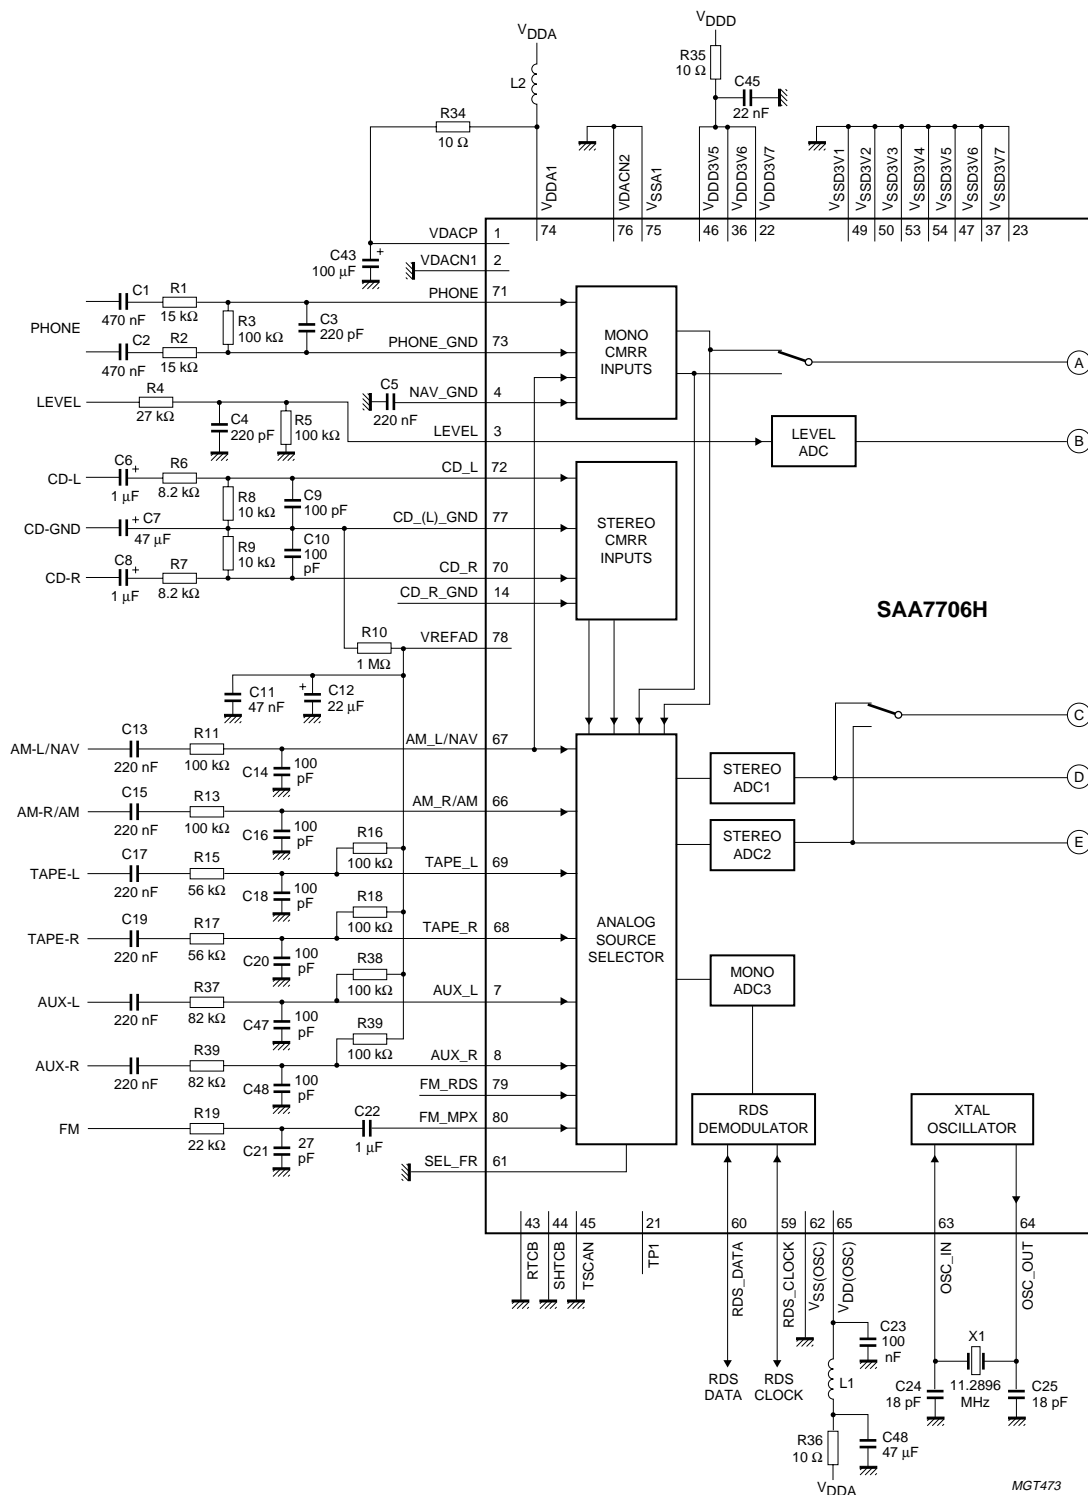 VDDA
VDDD
L2
R35
10 Ω
C45
22 nF
R34
10 Ω
VDDA1
VDACN2
VSSA1
VDDD3V5
VDDD3V6
VDDD3V7
VSSD3V1
VSSD3V2
VSSD3V3
VSSD3V4
VSSD3V5
VSSD3V6
VSSD3V7
74
76
75
46
36
22
49
50
53
54
47
37
23
VDACP
1
C43
100 μF
+
VDACN1
2
PHONE
C1
470 nF
R1
15 kΩ
R3
100 kΩ
C3
220 pF
PHONE
71
C2
470 nF
R2
15 kΩ
PHONE_GND
73
MONO
CMRR
INPUTS
A
LEVEL
R4
27 kΩ
C4
220 pF
R5
100 kΩ
C5
220 nF
NAV_GND
4
LEVEL
3
LEVEL
ADC
B
CD-L
C6
+
1 μF
R6
8.2 kΩ
R8
10 kΩ
C9
100 pF
CD_L
72
CD-GND
+
C7
47 μF
CD_(L)_GND
77
STEREO
CMRR
INPUTS
R9
10 kΩ
C10
100
pF
CD-R
C8
+
1 μF
R7
8.2 kΩ
CD_R
70
CD_R_GND
14
SAA7706H
R10
1 MΩ
VREFAD
78
C11
47 nF
+
C12
22 μF
AM-L/NAV
C13
220 nF
R11
100 kΩ
C14
100
pF
AM_L/NAV
67
C
AM-R/AM
C15
220 nF
R13
100 kΩ
C16
100
pF
AM_R/AM
66
STEREO
ADC1
D
R16
100 kΩ
STEREO
ADC2
E
TAPE-L
C17
220 nF
R15
56 kΩ
C18
100
pF
TAPE_L
69
R18
100 kΩ
TAPE-R
C19
220 nF
R17
56 kΩ
C20
100
pF
TAPE_R
68
ANALOG
SOURCE
SELECTOR
R38
100 kΩ
MONO
ADC3
AUX-L
220 nF
R37
82 kΩ
C47
100
pF
AUX_L
7
R39
100 kΩ
AUX-R
220 nF
R39
82 kΩ
C48
100
pF
AUX_R
8
FM_RDS
79
FM
R19
22 kΩ
C21
27
pF
C22
1 μF
FM_MPX
80
RDS
DEMODULATOR
XTAL
OSCILLATOR
SEL_FR
61
43
44
45
21
60
59
62
65
63
64
RTCB
SHTCB
TSCAN
TP1
RDS_DATA
RDS_CLOCK
VSS(OSC)
VDD(OSC)
OSC_IN
OSC_OUT
RDS
DATA
RDS
CLOCK
C23
100
nF
L1
C24
18 pF
X1
11.2896
MHz
C25
18 pF
R36
10 Ω
C48
47 μF
VDDA
MGT473